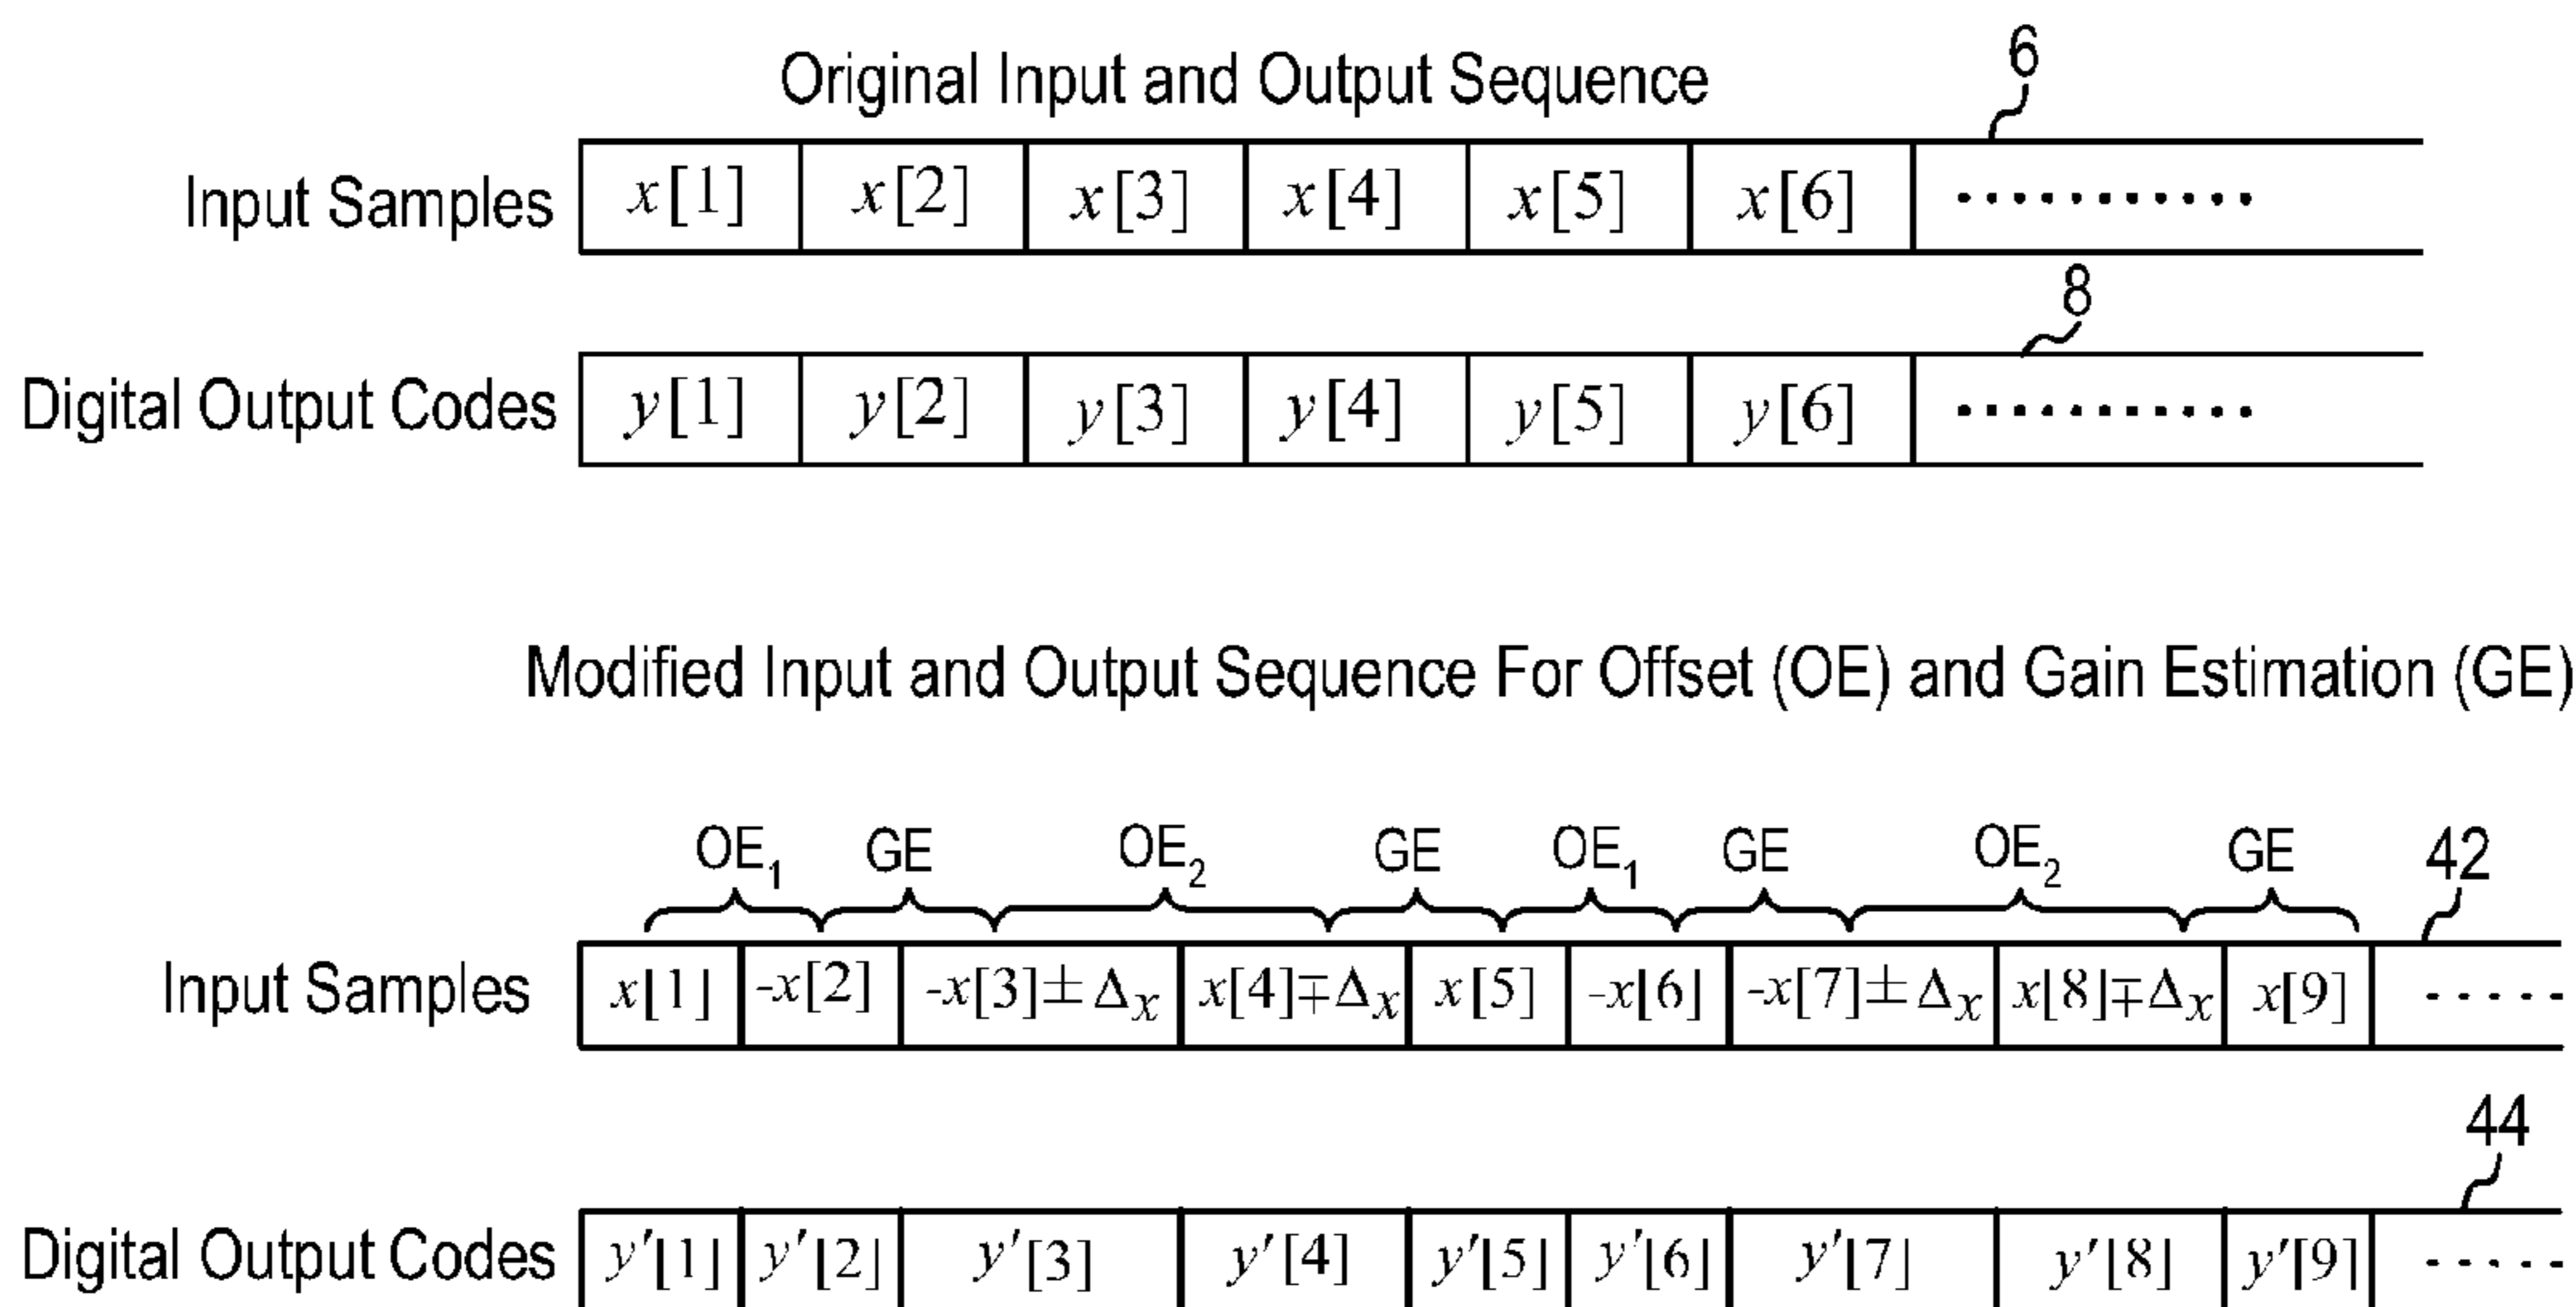 Original Input and Output Sequence
6
Input Samples x[1] x[2] x[3] x[4] x[5] x[6] ...........
8
Digital Output Codes y[1] y[2] y[3] y[4] y[5] y[6] ...........
Modified Input and Output Sequence For Offset (OE) and Gain Estimation (GE)
OE₁ GE OE₂ GE OE₁ GE OE₂ GE 42
Input Samples x[1] -x[2] -x[3]±Δx x[4]∓Δx x[5] -x[6] -x[7]±Δx x[8]∓Δx x[9] -----
44
Digital Output Codes y'[1] y'[2] y'[3] y'[4] y'[5] y'[6] y'[7] y'[8] y'[9] -----